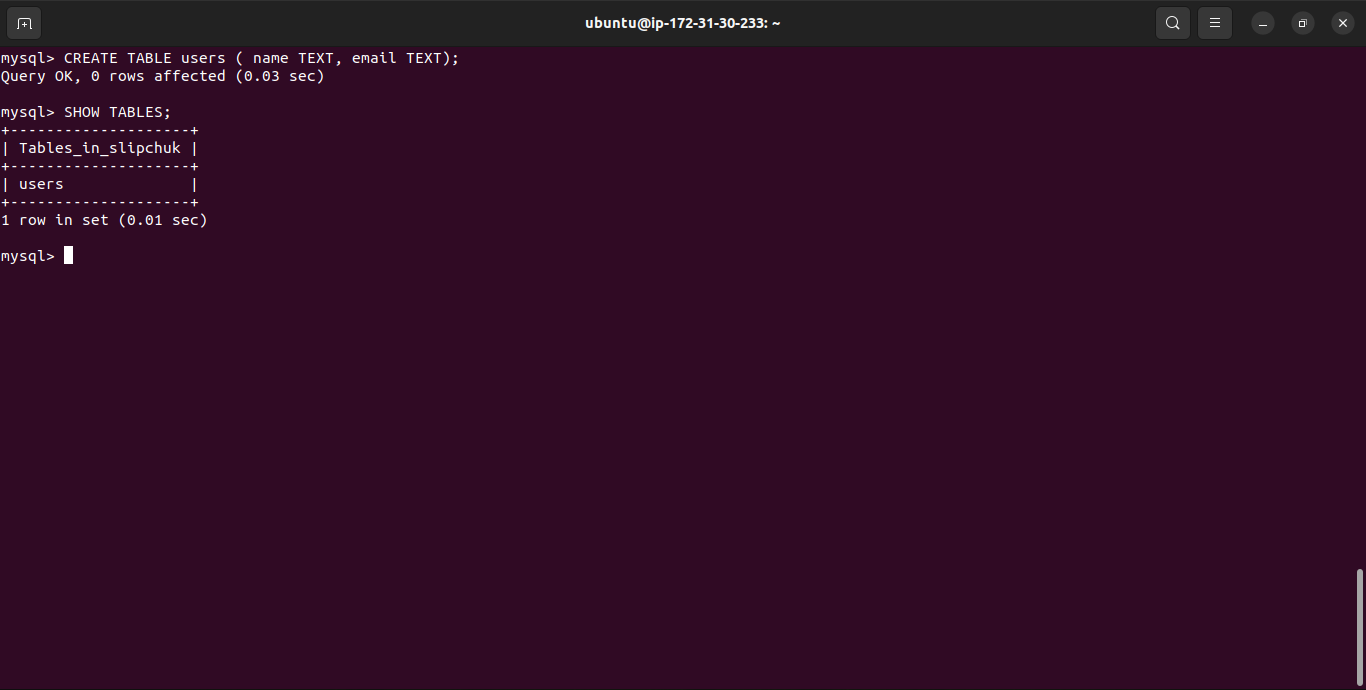 ubuntu@ip-172-31-30-233: ~
mysql> CREATE TABLE users ( name TEXT, email TEXT);
Query OK, 0 rows affected (0.03 sec)
mysql> SHOW TABLES;
+--------------------+
| Tables_in_slipchuk |
+--------------------+
| users              |
+--------------------+
1 row in set (0.01 sec)
mysql>